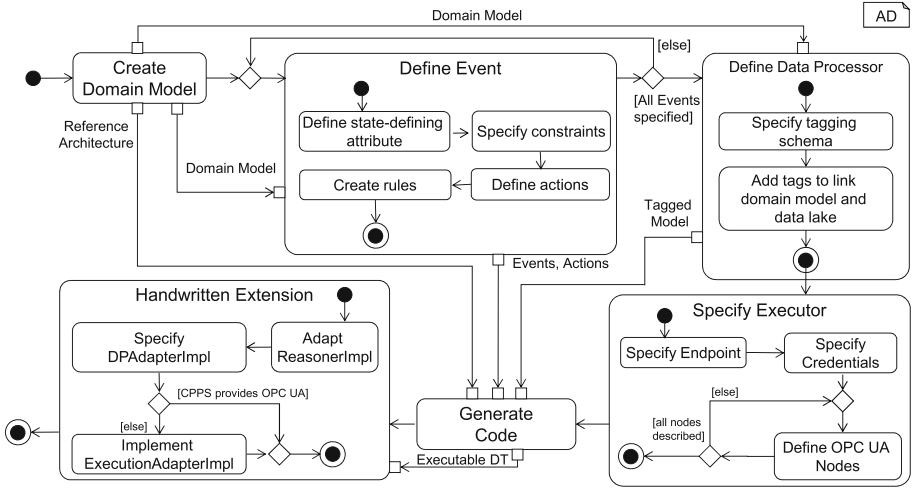 Domain Model
AD
Create
Domain Model
[else]
Define Event
Define Data Processor
[All Events
specified]
Reference
Architecture
Define state-defining
attribute
Specify constraints
Specify tagging
schema
Domain Model
Create rules
Define actions
Add tags to link
domain model and
data lake
Tagged
Model
Events, Actions
Handwritten Extension
Specify Executor
Specify
DPAdapterImpl
Adapt
ReasonerImpl
Specify Endpoint
Specify
Credentials
[CPPS provides OPC UA]
[else]
[else]
Implement
ExecutionAdapterImpl
Generate
Code
Executable DT
[all nodes
described]
Define OPC UA
Nodes